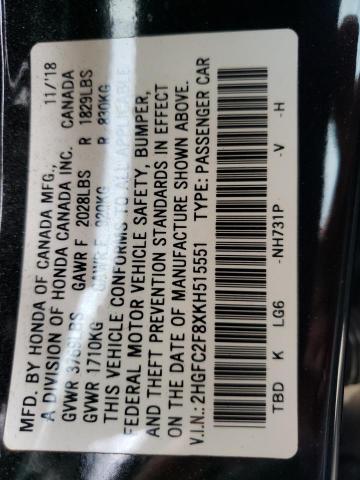 MFD. BY HONDA OF CANADA MFG., 11/'18
A DIVISION OF HONDA CANADA INC. CANADA
GVWR 3769LBS GAWR F 2028LBS R 1829LBS
GVWR 1710KG GAWR F 920KG R 830KG
THIS VEHICLE CONFORMS TO ALL APPLICABLE
FEDERAL MOTOR VEHICLE SAFETY, BUMPER,
AND THEFT PREVENTION STANDARDS IN EFFECT
ON THE DATE OF MANUFACTURE SHOWN ABOVE.
V.I.N.: 2HGFC2F8XKH515551 TYPE: PASSENGER CAR
TBD K LG6 -NH731P -V -H